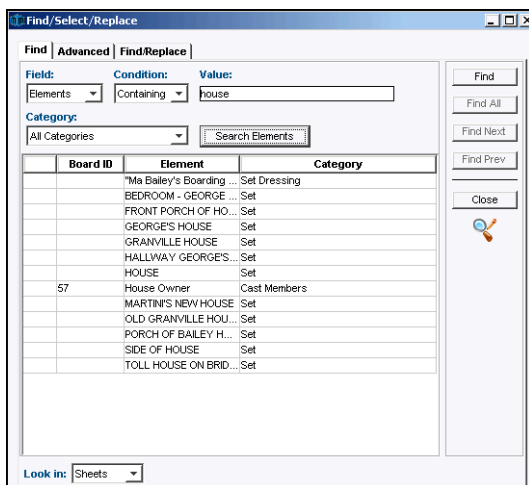 Find/Select/Replace
Find Advanced Find/Replace
Field: Condition: Value:
Elements Containing house
Category:
All Categories Search Elements
Find
Find All
Find Next
Find Prev
Close
Board ID Element Category
"Ma Bailey's Boarding ... Set Dressing
BEDROOM - GEORGE ... Set
FRONT PORCH OF HO... Set
GEORGE'S HOUSE Set
GRANVILLE HOUSE Set
HALLWAY GEORGE'S... Set
HOUSE Set
57 House Owner Cast Members
MARTINI'S NEW HOUSE Set
OLD GRANVILLE HOU... Set
PORCH OF BAILEY H... Set
SIDE OF HOUSE Set
TOLL HOUSE ON BRID... Set
Look in: Sheets